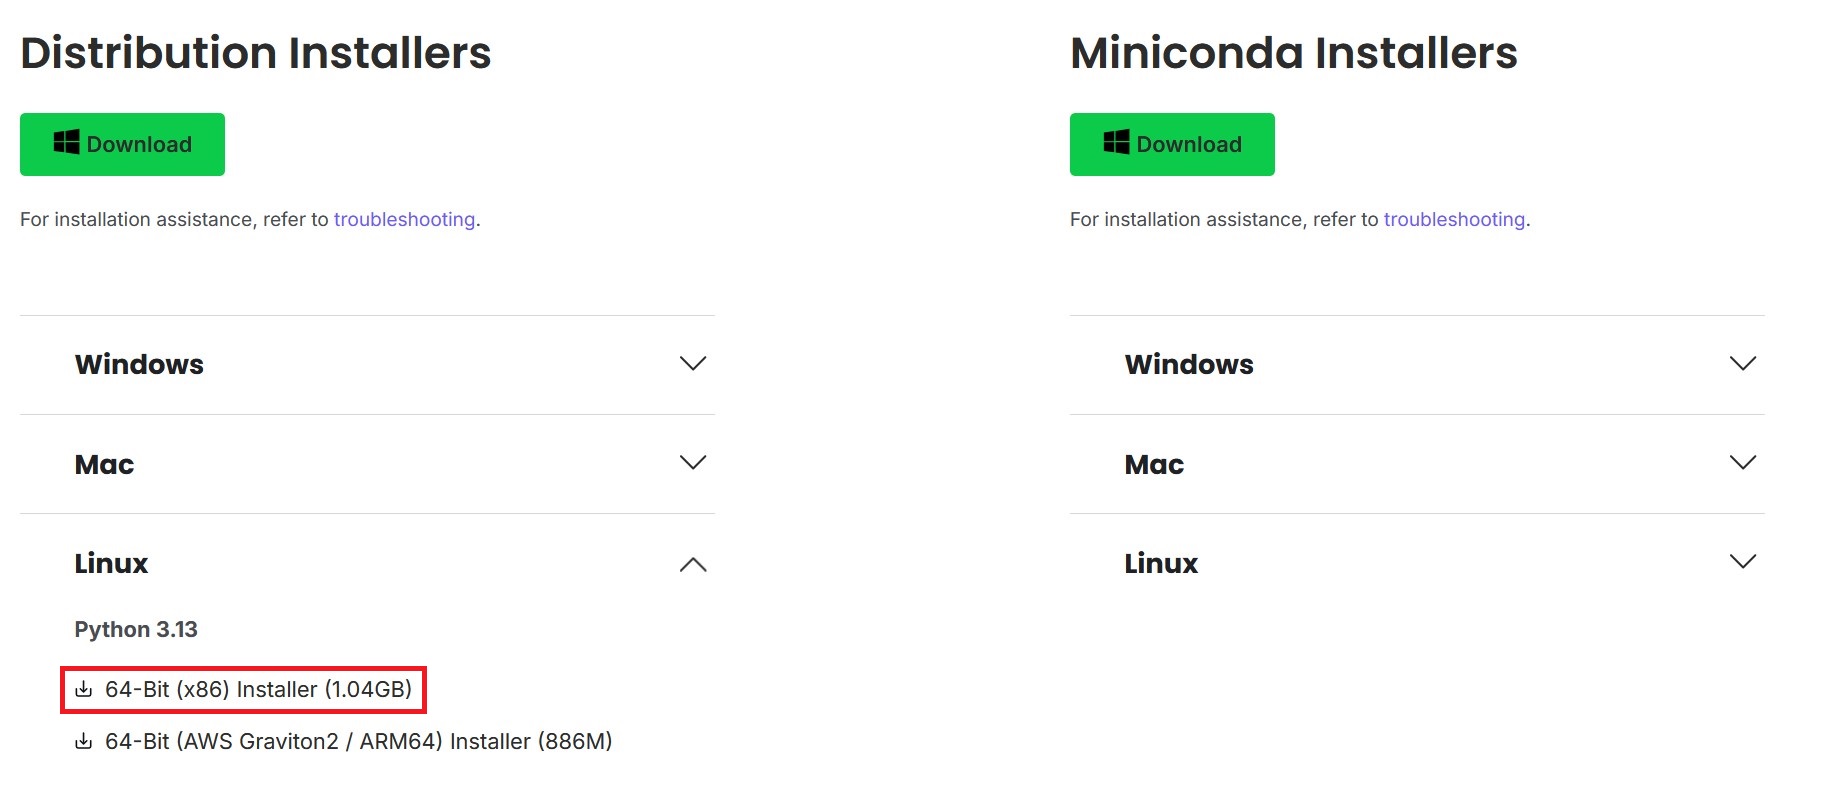 Distribution Installers
Download
For installation assistance, refer to troubleshooting.
Windows
Mac
Linux
Python 3.13
64-Bit (x86) Installer (1.04GB)
64-Bit (AWS Graviton2 / ARM64) Installer (886M)
Miniconda Installers
Download
For installation assistance, refer to troubleshooting.
Windows
Mac
Linux